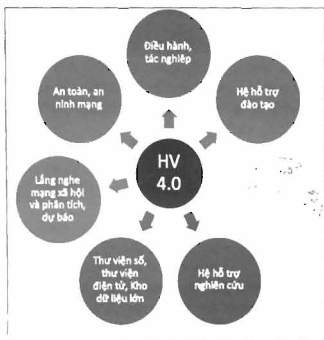 Điều hành,
tác nghiệp
An toàn, an
ninh mạng
Hệ hỗ trợ
đào tạo
HV
4.0
Lắng nghe
mạng xã hội
và phân tích,
dự báo
Thư viện số,
thư viện
điện tử, Kho
dữ liệu lớn
Hệ hỗ trợ
nghiên cứu